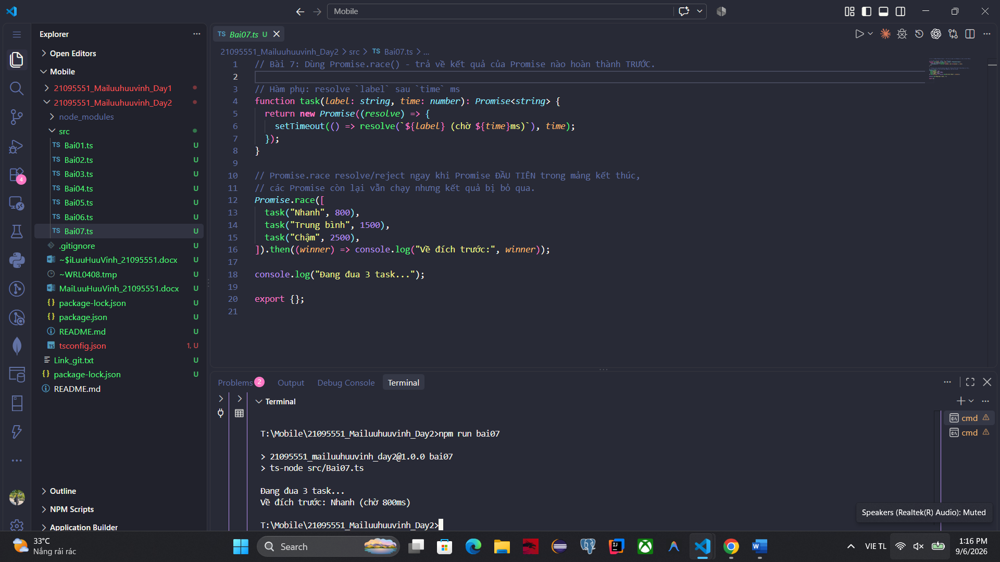 Mobile
Explorer
Open Editors
Mobile
21095551_Mailuuhuuvinh_Day1
21095551_Mailuuhuuvinh_Day2
node_modules
src
TS Bai01.ts U
TS Bai02.ts U
TS Bai03.ts U
TS Bai04.ts U
TS Bai05.ts U
TS Bai06.ts U
TS Bai07.ts U
.gitignore U
~$iLuuHuuVinh_21095551.docx U
~WRL0408.tmp U
MaiLuuHuuVinh_21095551.docx U
{} package-lock.json U
{} package.json U
README.md U
TS tsconfig.json 1, U
Link_git.txt U
{} package-lock.json U
README.md
Outline
NPM Scripts
Application Builder
4
TS Bai07.ts U
21095551_Mailuuhuuvinh_Day2 > src > TS Bai07.ts > ...
1 // Bài 7: Dùng Promise.race() - trả về kết quả của Promise nào hoàn thành TRƯỚC.
2
3 // Hàm phụ: resolve `label` sau `time` ms
4 function task(label: string, time: number): Promise<string> {
5 return new Promise((resolve) => {
6 setTimeout(() => resolve(`${label} (chờ ${time}ms)`), time);
7 });
8 }
9
10 // Promise.race resolve/reject ngay khi Promise ĐẦU TIÊN trong mảng kết thúc,
11 // các Promise còn lại vẫn chạy nhưng kết quả bị bỏ qua.
12 Promise.race([
13 task("Nhanh", 800),
14 task("Trung bình", 1500),
15 task("Chậm", 2500),
16 ]).then((winner) => console.log("Về đích trước:", winner));
17
18 console.log("Đang đua 3 task...");
19
20 export {};
21
Problems 2 Output Debug Console Terminal
Terminal
T:\Mobile\21095551_Mailuuhuuvinh_Day2>npm run bai07
> 21095551_mailuuhuuvinh_day2@1.0.0 bai07
> ts-node src/Bai07.ts
Đang đua 3 task...
Về đích trước: Nhanh (chờ 800ms)
T:\Mobile\21095551_Mailuuhuuvinh_Day2>
cmd
cmd
Speakers (Realtek(R) Audio): Muted
33°C
Nắng rải rác
Search
VIE TL
1:16 PM
9/6/2026